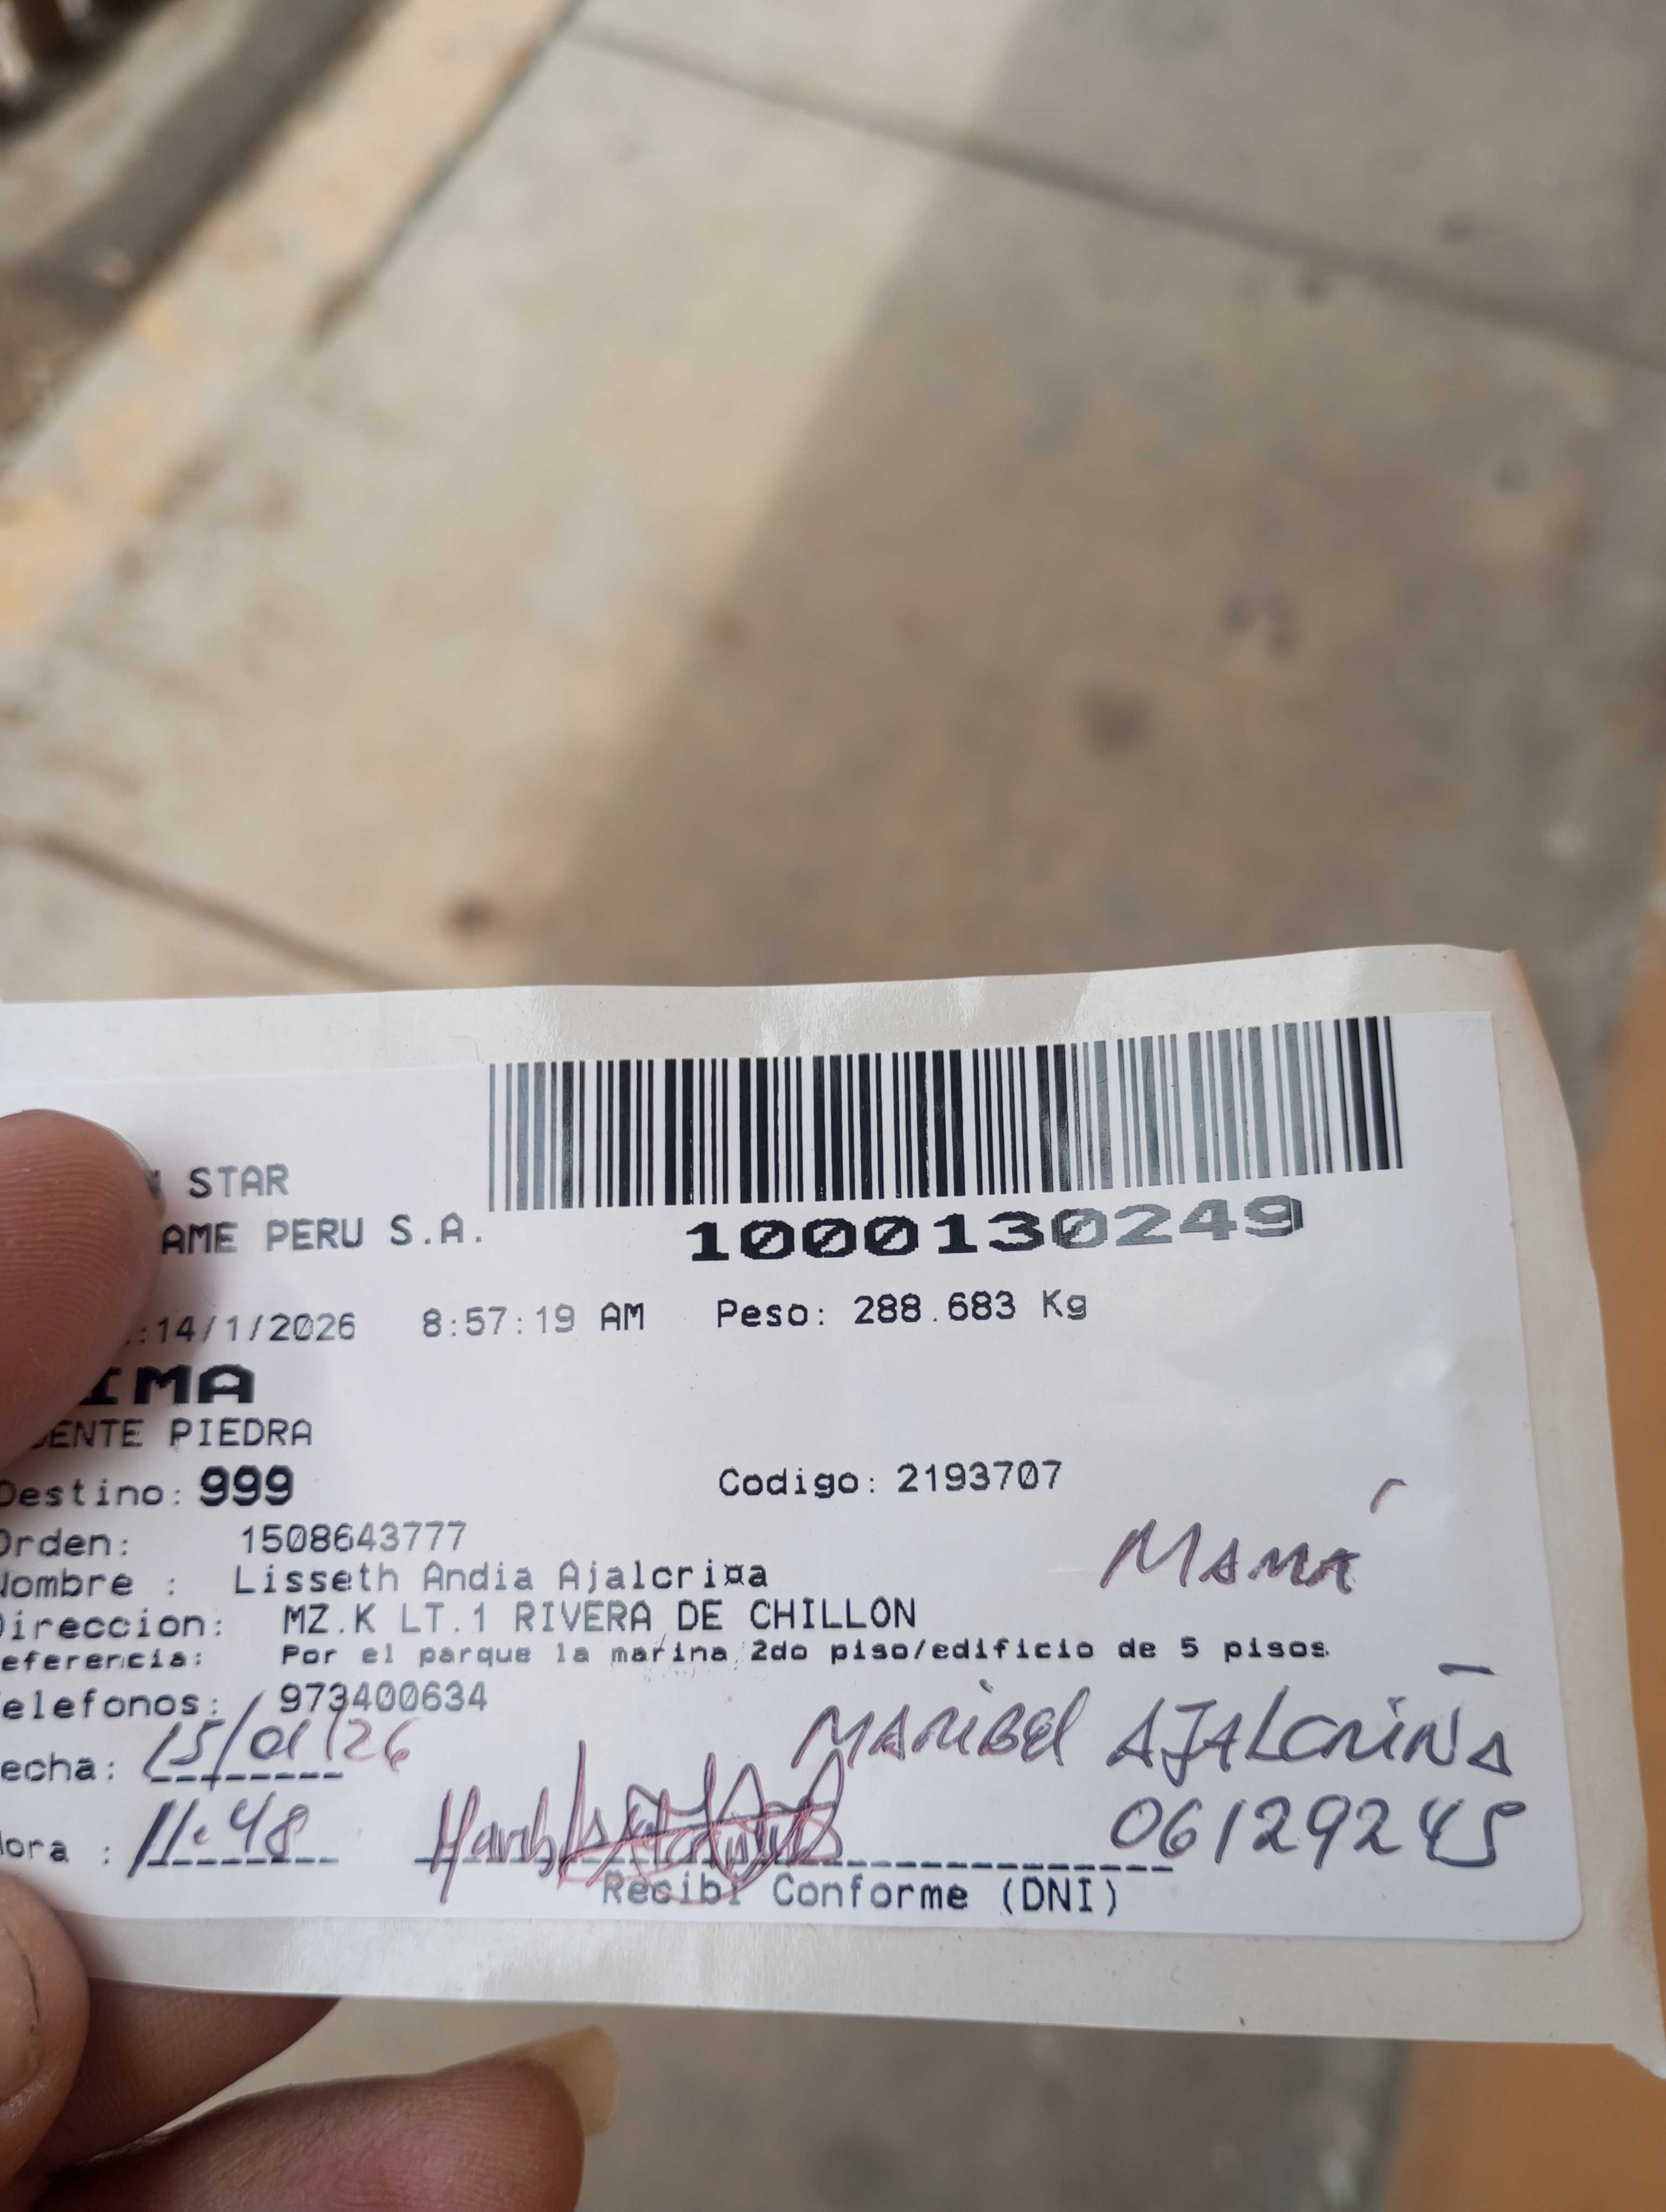 STAR
AME PERU S.A.
1000130249
:14/1/2026 8:57:19 AM Peso: 288.683 Kg
IMA
ENTE PIEDRA
Destino: 999 Codigo: 2193707
Orden: 1508643777
Nombre : Lisseth Andia Ajalcri¤a
Mamá
Direccion: MZ.K LT.1 RIVERA DE CHILLON
eferencia: Por el parque la marina 2do piso/edificio de 5 pisos
elefonos: 973400634
echa: 15/01/26 MARIBEL AJALCRIÑA
ora : 11:48 06129245
Recibi Conforme (DNI)